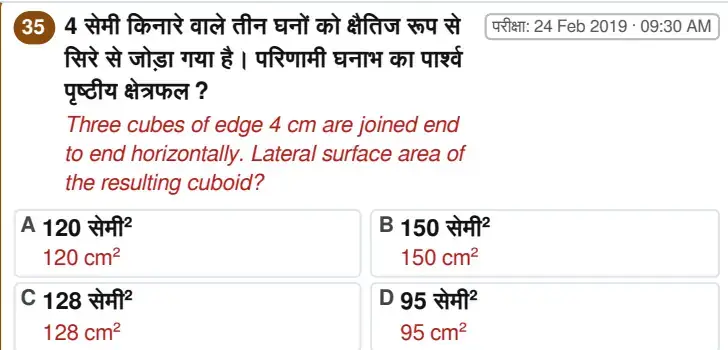 35 4 सेमी किनारे वाले तीन घनों को क्षैतिज रूप से
परीक्षा: 24 Feb 2019 · 09:30 AM
सिरे से जोड़ा गया है। परिणामी घनाभ का पार्श्व
पृष्ठीय क्षेत्रफल ?
Three cubes of edge 4 cm are joined end
to end horizontally. Lateral surface area of
the resulting cuboid?
A 120 सेमी²
120 cm²
B 150 सेमी²
150 cm²
C 128 सेमी²
128 cm²
D 95 सेमी²
95 cm²